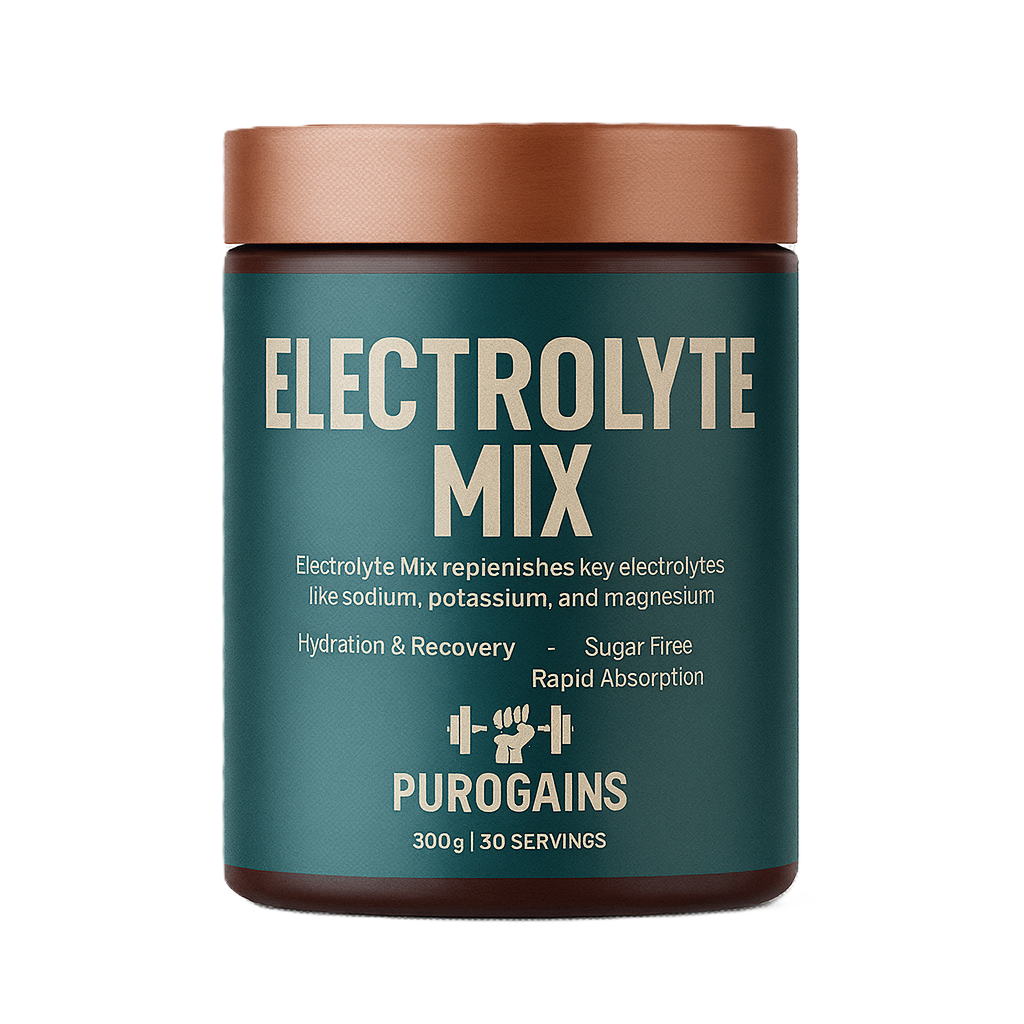 ELECTROLYTE
MIX
Electrolyte Mix repienishes key electrolytes
like sodium, potassium, and magnesium
Hydration & Recovery - Sugar Firee
Rapid Absorption
PUROGAINS
300g | 30 SERVINGS